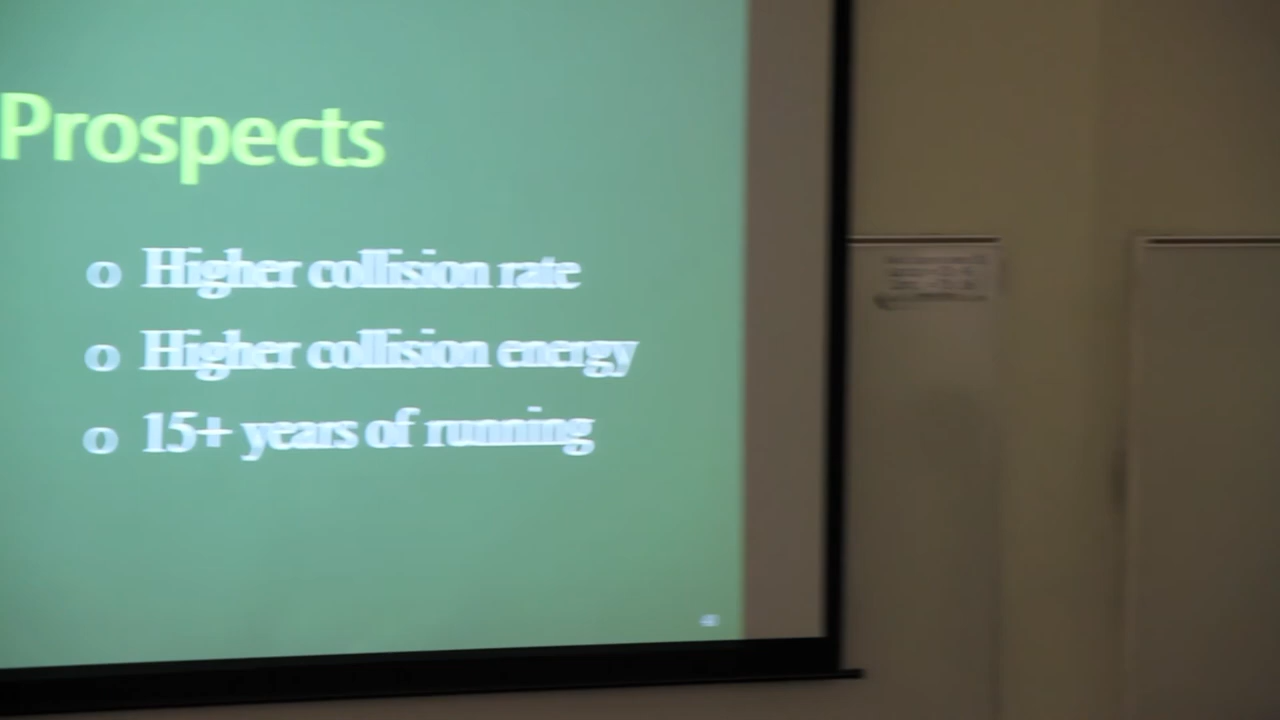 Prospects
o Higher collision rate
o Higher collision energy
o 15+ years of running